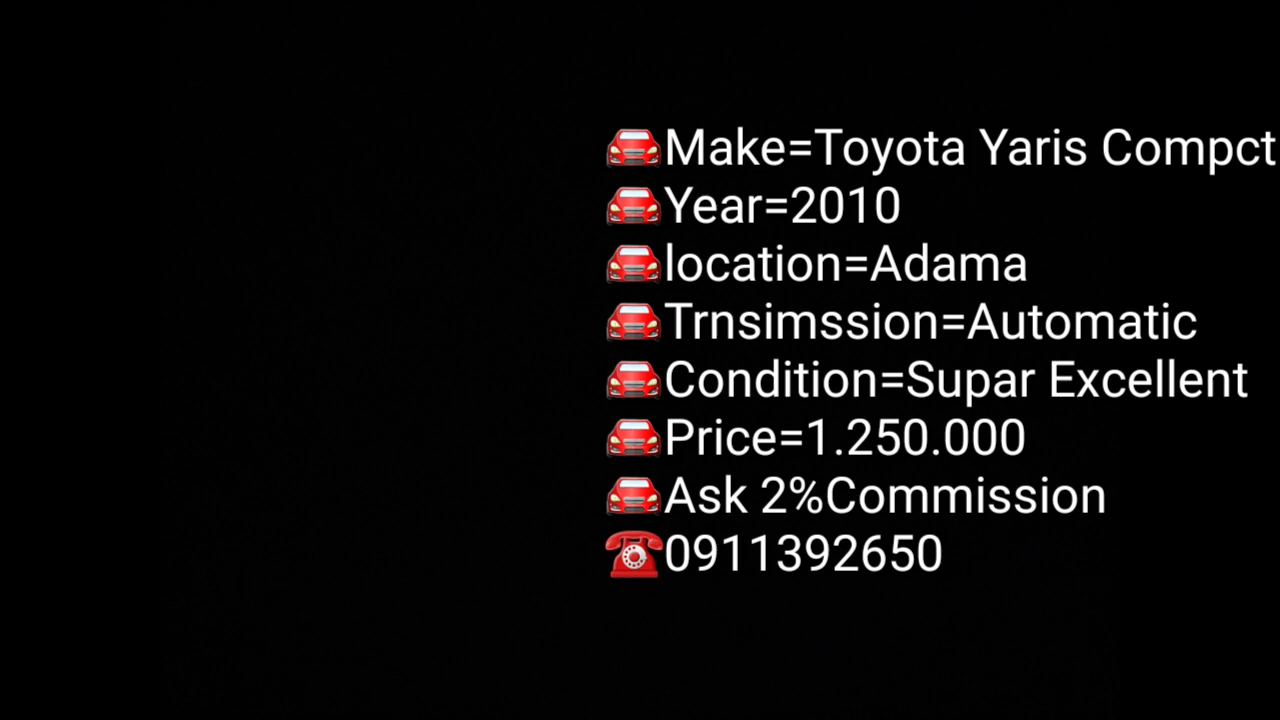 🚘Make=Toyota Yaris Compct
🚘Year=2010
🚘location=Adama
🚘Trnsimssion=Automatic
🚘Condition=Supar Excellent
🚘Price=1.250.000
🚘Ask 2%Commission
☎️0911392650